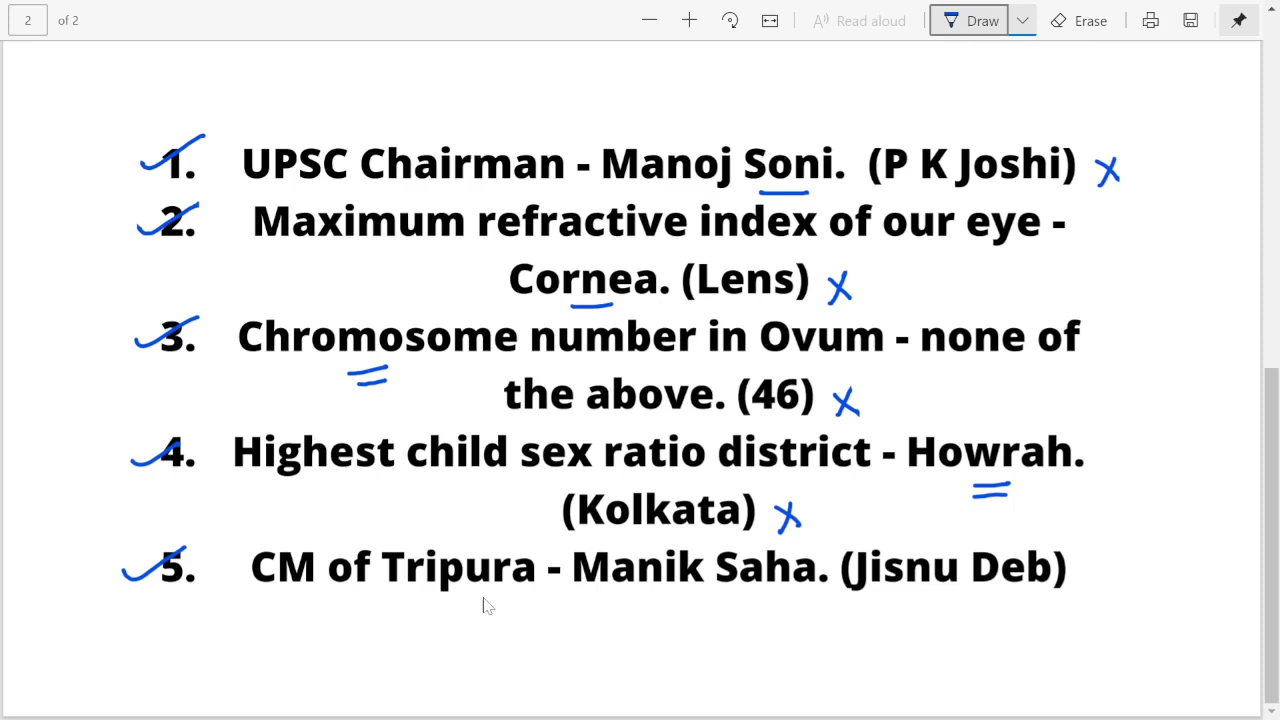 2 of 2 Read aloud Draw Erase
1. UPSC Chairman - Manoj Soni. (P K Joshi) x
2. Maximum refractive index of our eye -
Cornea. (Lens) x
3. Chromosome number in Ovum - none of
the above. (46) x
4. Highest child sex ratio district - Howrah.
(Kolkata) x
5. CM of Tripura - Manik Saha. (Jisnu Deb)